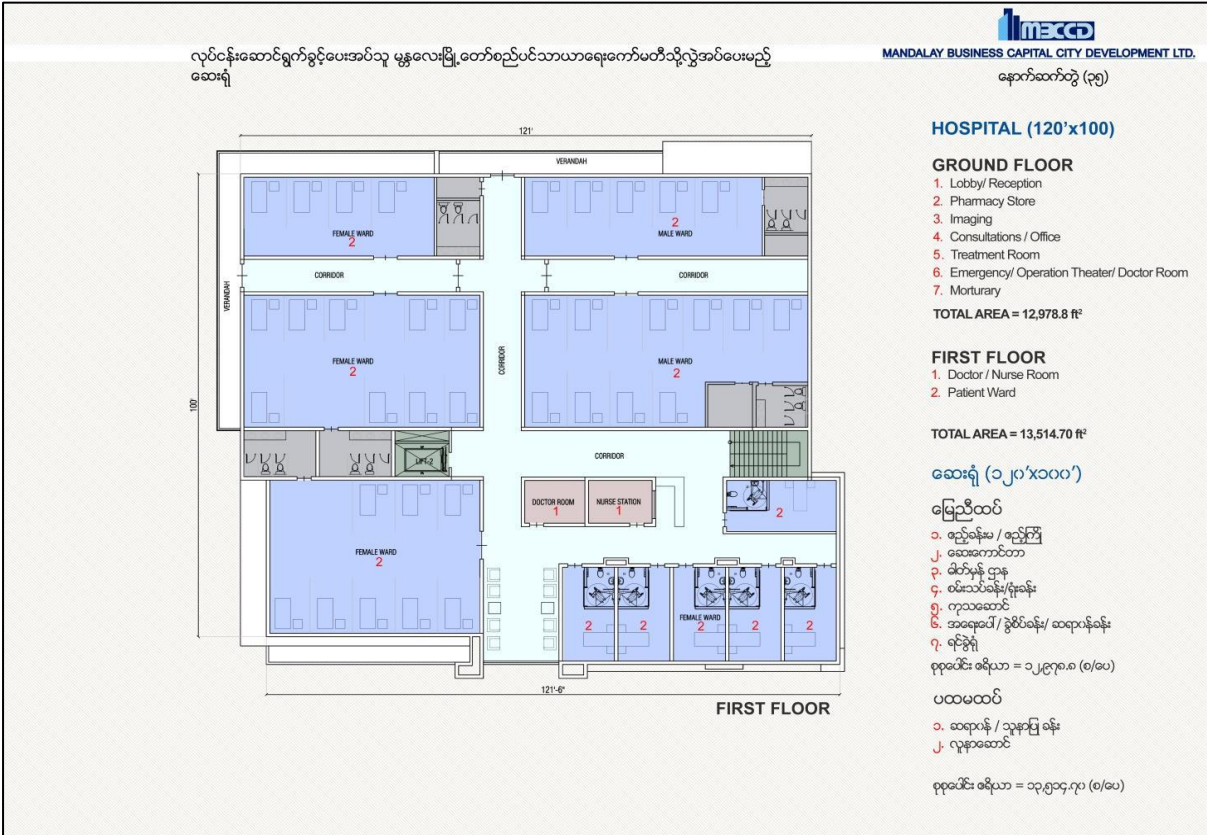 MBCCD
MANDALAY BUSINESS CAPITAL CITY DEVELOPMENT LTD.
လုပ်ငန်းဆောင်ရွက်ခွင့်ပေးအပ်သူ မန္တလေးမြို့တော်စည်ပင်သာယာရေးကော်မတီသို့လွှဲအပ်ပေးမည့်
ဆေးရုံ
နောက်ဆက်တွဲ (၃၅)
121'
VERANDAH
FEMALE WARD
2
2
MALE WARD
CORRIDOR
CORRIDOR
VERANDAH
FEMALE WARD
2
CORRIDOR
MALE WARD
2
100'
LIFT-2
CORRIDOR
DOCTOR ROOM
1
NURSE STATION
1
2
FEMALE WARD
2
FEMALE WARD
2
2
2
2
2
121'-6"
FIRST FLOOR
HOSPITAL (120'x100)
GROUND FLOOR
1. Lobby/ Reception
2. Pharmacy Store
3. Imaging
4. Consultations / Office
5. Treatment Room
6. Emergency/ Operation Theater/ Doctor Room
7. Morturary
TOTAL AREA = 12,978.8 ft²
FIRST FLOOR
1. Doctor / Nurse Room
2. Patient Ward
TOTAL AREA = 13,514.70 ft²
ဆေးရုံ (၁၂၀'x၁၀၀')
မြေညီထပ်
၁. ဧည့်ခန်းမ / ဧည့်ကြို
၂. ဆေးကောင်တာ
၃. ဓါတ်မှန် ဌာန
၄. စမ်းသပ်ခန်း/ရုံးခန်း
၅. ကုသဆောင်
၆. အရေးပေါ်/ ခွဲစိပ်ခန်း/ ဆရာဝန်ခန်း
၇. ရင်ခွဲရုံ
စုစုပေါင်း ဧရိယာ = ၁၂,၉၇၈.၈ (စ/ပေ)
ပထမထပ်
၁. ဆရာဝန် / သူနာပြု ခန်း
၂. လူနာဆောင်
စုစုပေါင်း ဧရိယာ = ၁၃,၅၁၄.၇၀ (စ/ပေ)